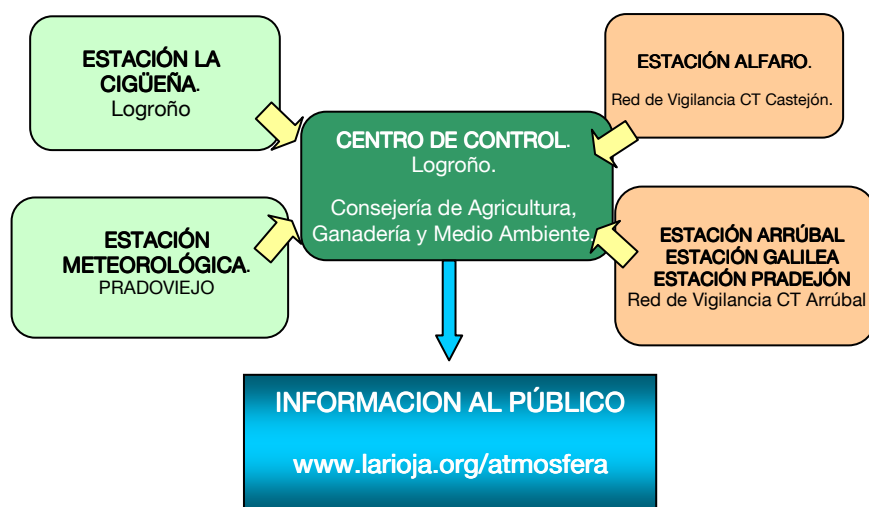 ESTACIÓN LA
CIGÜEÑA.
Logroño
ESTACIÓN ALFARO.
Red de Vigilancia CT Castejón.
CENTRO DE CONTROL.
Logroño.
Consejería de Agricultura,
Ganadería y Medio Ambiente.
ESTACIÓN
METEOROLÓGICA.
PRADOVIEJO
ESTACIÓN ARRÚBAL
ESTACIÓN GALILEA
ESTACIÓN PRADEJÓN
Red de Vigilancia CT Arrúbal
INFORMACION AL PÚBLICO
www.larioja.org/atmosfera